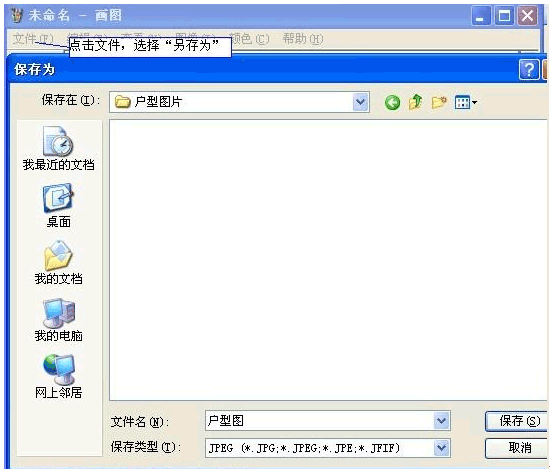 未命名 - 画图
文件(F) 编辑(E) 查看(V) 图像(I) 颜色(C) 帮助(H)
点击文件，选择“另存为”
保存为
保存在(I):
户型图片
我最近的文档
桌面
我的文档
我的电脑
网上邻居
文件名(N):
户型图
保存(S)
保存类型(T):
JPEG (*.JPG;*.JPEG;*.JPE;*.JFIF)
取消